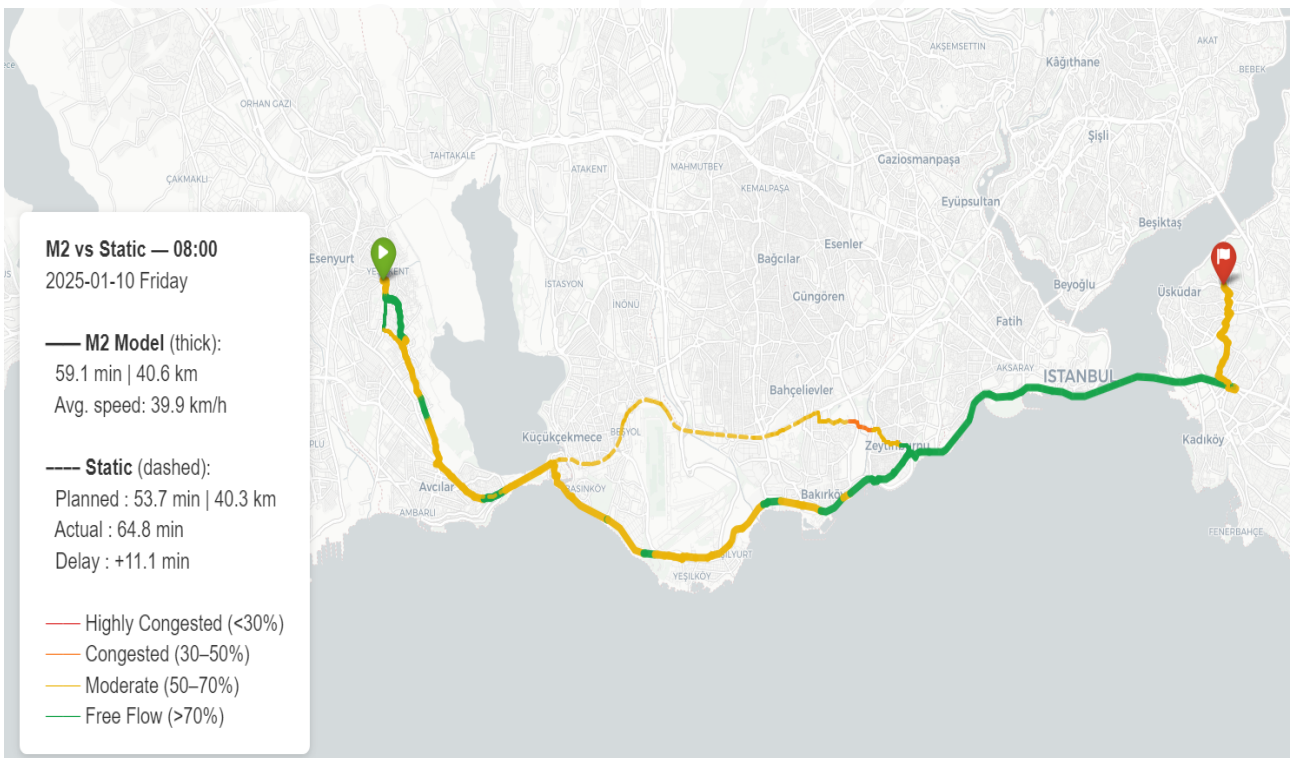 AKŞEMSETTIN
AKAT
Kâğıthane
BEBEK
ORHAN GAZI
Şişli
TAHTAKALE
ATAKENT
MAHMUTBEY
Gaziosmanpaşa
ÇAKMAKLI
KEMALPAŞA
Eyüpsultan
Beşiktaş
M2 vs Static — 08:00
2025-01-10 Friday
Esenyurt
Esenler
Bağcılar
ISTASYON
Beyoğlu
Üsküdar
İNÖNÜ
Güngören
Fatih
M2 Model (thick):
59.1 min | 40.6 km
Avg. speed: 39.9 km/h
AKSARAY
ISTANBUL
Bahçelievler
Küçükçekmece
BEŞYOL
Zeytinburnu
Kadıköy
Static (dashed):
Planned : 53.7 min | 40.3 km
Actual : 64.8 min
Delay : +11.1 min
Avcılar
Bakırköy
AMBARLI
FENERBAHÇE
YEŞİLKÖY
Highly Congested (<30%)
Congested (30–50%)
Moderate (50–70%)
Free Flow (>70%)